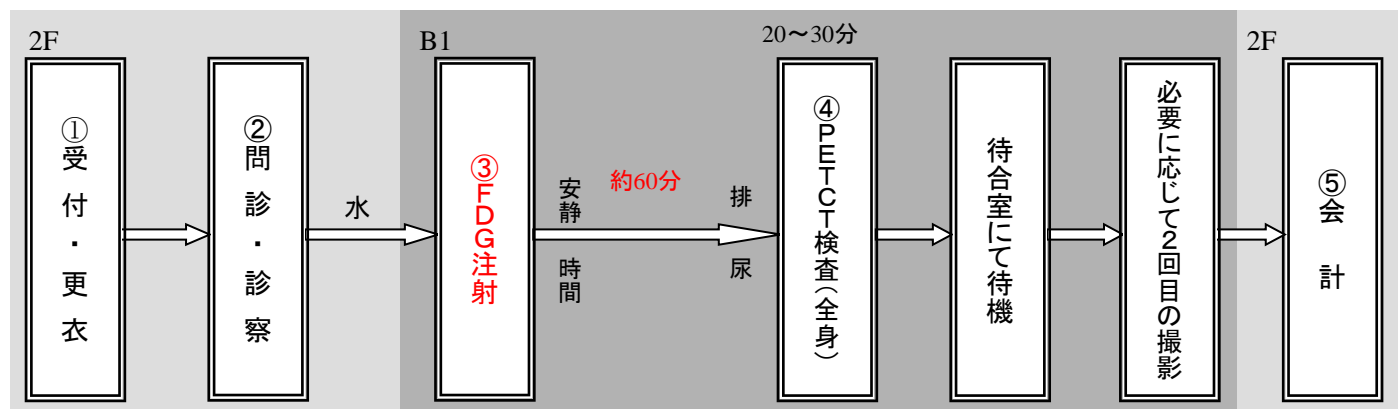 2F
①受付・更衣
②問診・診察
水
B1
③FDG注射
安静時間
約60分
排尿
20~30分
④PETCT検査(全身)
待合室にて待機
必要に応じて2回目の撮影
2F
⑤会計